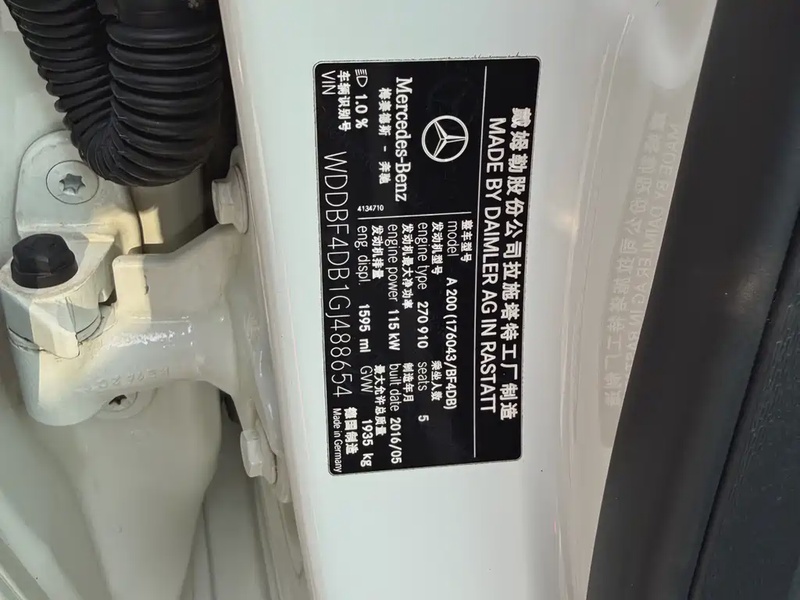 戴姆勒股份公司拉施塔特工厂制造
MADE BY DAIMLER AG IN RASTATT
Mercedes-Benz
梅赛德斯 - 奔驰
4134710
整车型号
model A 200 (176043/BF4DB)
发动机型号 乘坐人数
engine type 270 910 seats 5
发动机最大净功率 制造年月
engine power 115 kW built date 2016/05
发动机排量 最大允许总质量
eng. displ. 1595 ml GVW 1935 kg
1.0 %
车辆识别号
VIN WDDBF4DB1GJ488654
德国制造
Made in Germany